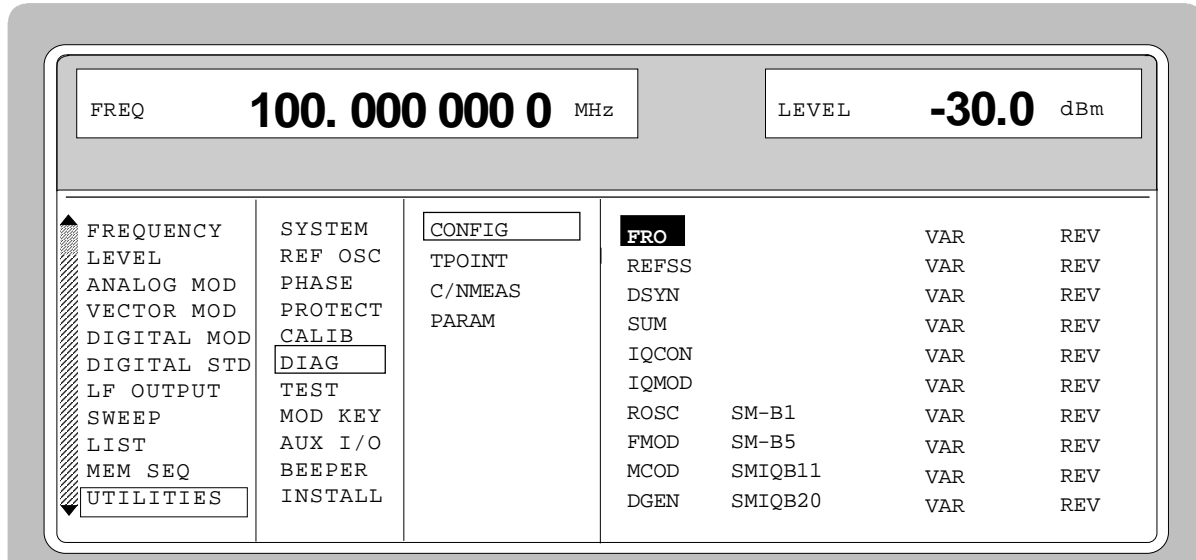 FREQ 100. 000 000 0 MHz LEVEL -30.0 dBm
FREQUENCY
LEVEL
ANALOG MOD
VECTOR MOD
DIGITAL MOD
DIGITAL STD
LF OUTPUT
SWEEP
LIST
MEM SEQ
UTILITIES
SYSTEM
REF OSC
PHASE
PROTECT
CALIB
DIAG
TEST
MOD KEY
AUX I/O
BEEPER
INSTALL
CONFIG
TPOINT
C/NMEAS
PARAM
FRO VAR REV
REFSS VAR REV
DSYN VAR REV
SUM VAR REV
IQCON VAR REV
IQMOD VAR REV
ROSC SM-B1 VAR REV
FMOD SM-B5 VAR REV
MCOD SMIQB11 VAR REV
DGEN SMIQB20 VAR REV